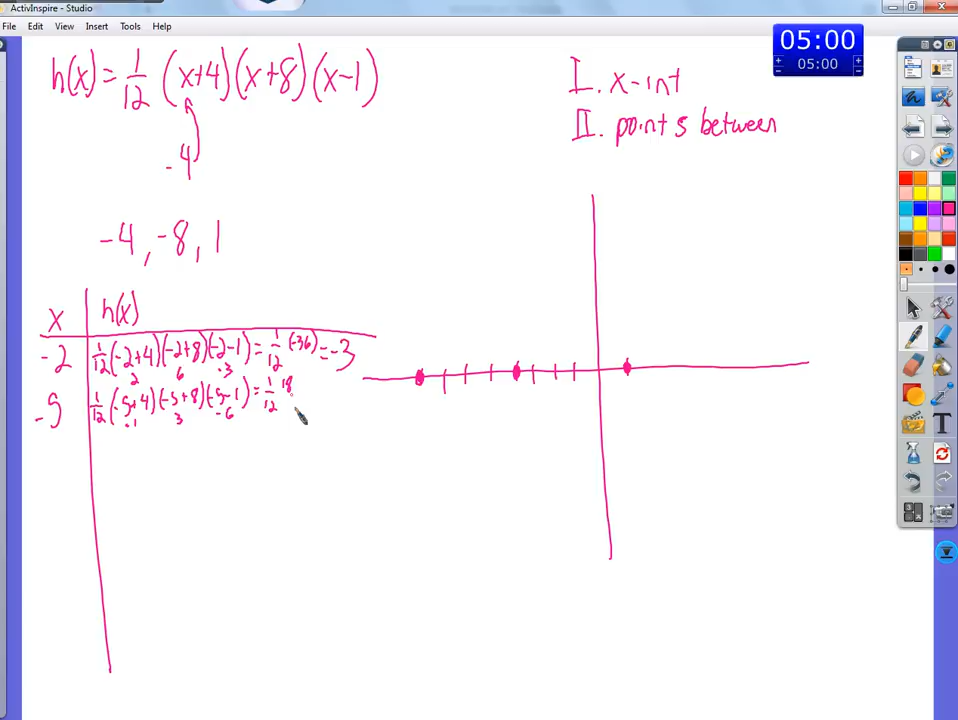 ActivInspire - Studio
File Edit View Insert Tools Help
05:00
05:00
h(x) = 1/12 (x+4)(x+8)(x-1)
-4
-4, -8, 1
I. x-int
II. points between
x h(x)
-2 1/12(-2+4)(-2+8)(-2-1) = 1/12 (-36) = -3
2 6 -3
-5 1/12(-5+4)(-5+8)(-5-1) = 1/12 18
-1 3 -6